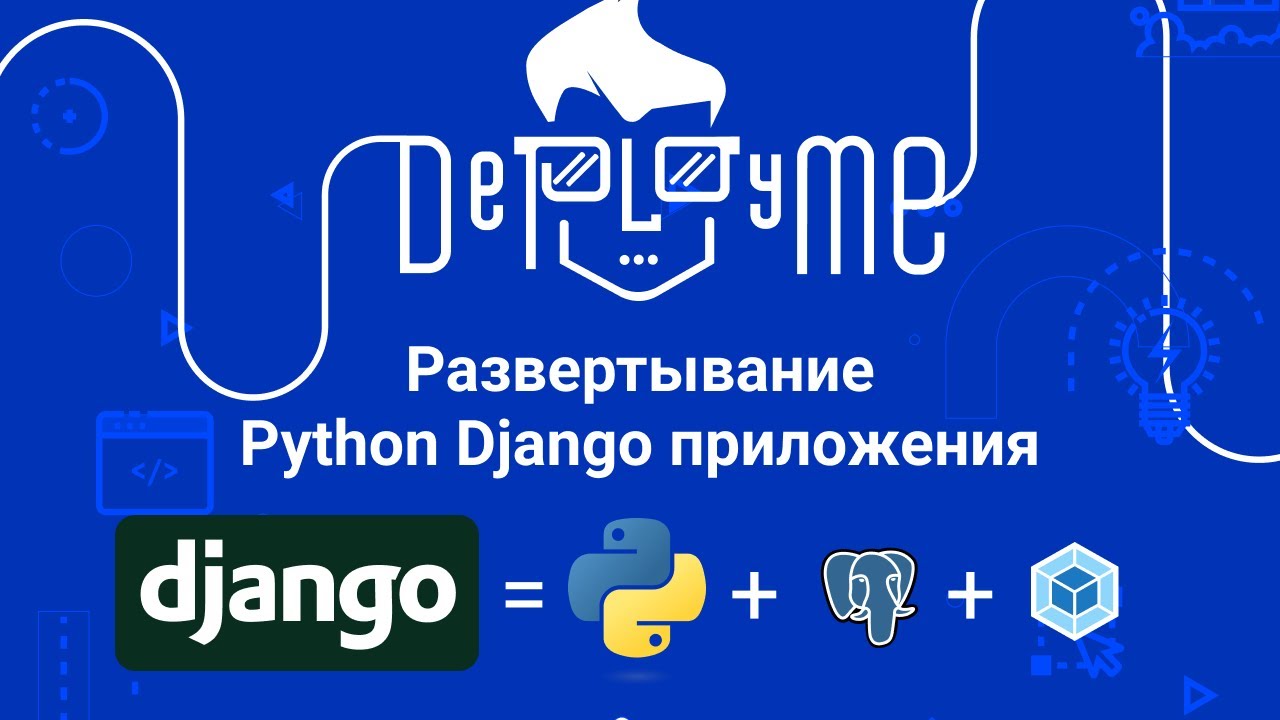 DeployMe
Развертывание
Python Django приложения
</>
django = + +